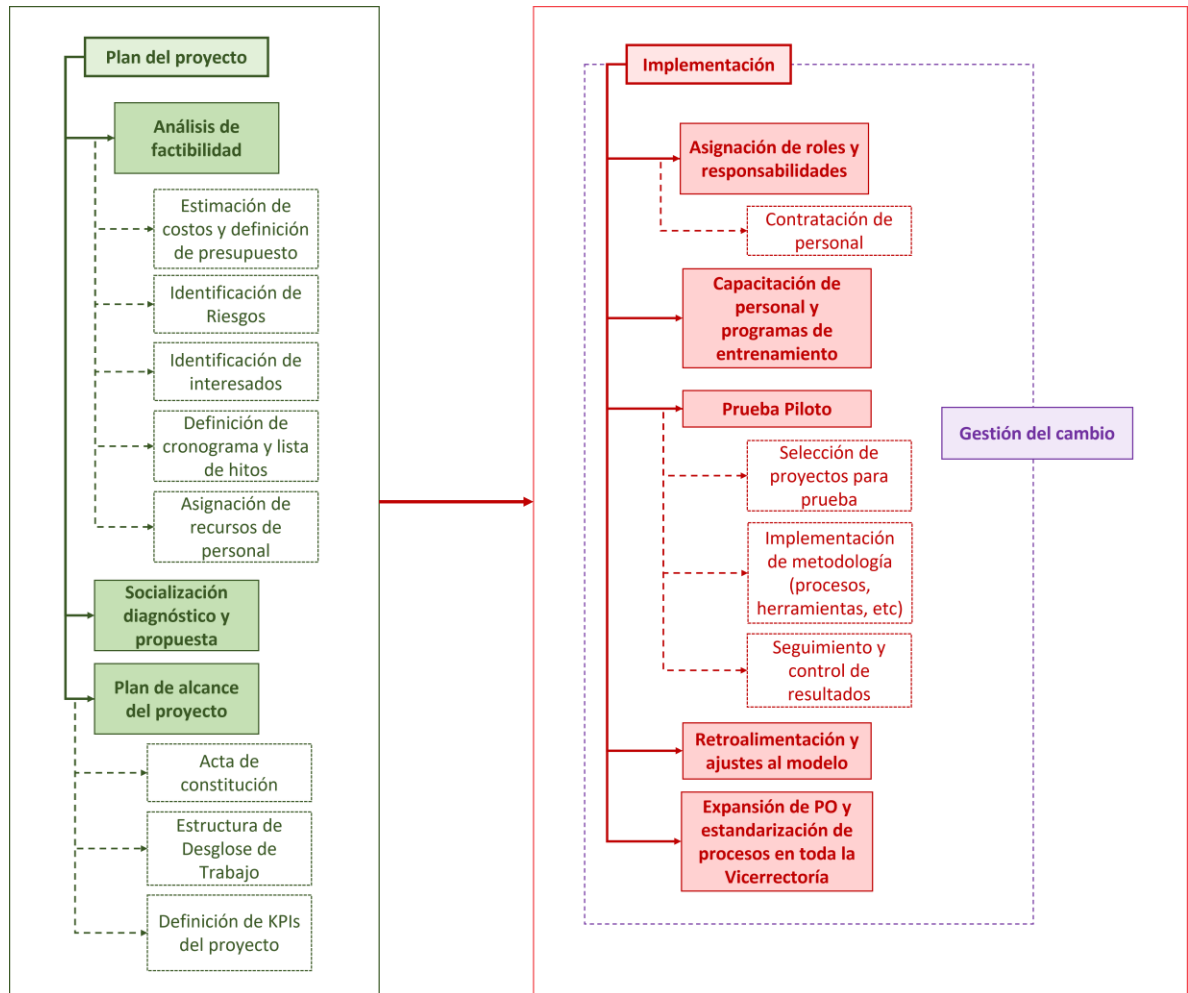 Plan del proyecto
Análisis de
factibilidad
Estimación de
costos y definición
de presupuesto
Identificación de
Riesgos
Identificación de
interesados
Definición de
cronograma y lista
de hitos
Asignación de
recursos de
personal
Socialización
diagnóstico y
propuesta
Plan de alcance
del proyecto
Acta de
constitución
Estructura de
Desglose de
Trabajo
Definición de KPIs
del proyecto
Implementación
Asignación de roles y
responsabilidades
Contratación de
personal
Capacitación de
personal y
programas de
entrenamiento
Prueba Piloto
Selección de
proyectos para
prueba
Implementación
de metodología
(procesos,
herramientas, etc)
Seguimiento y
control de
resultados
Retroalimentación y
ajustes al modelo
Expansión de PO y
estandarización de
procesos en toda la
Vicerrectoría
Gestión del cambio